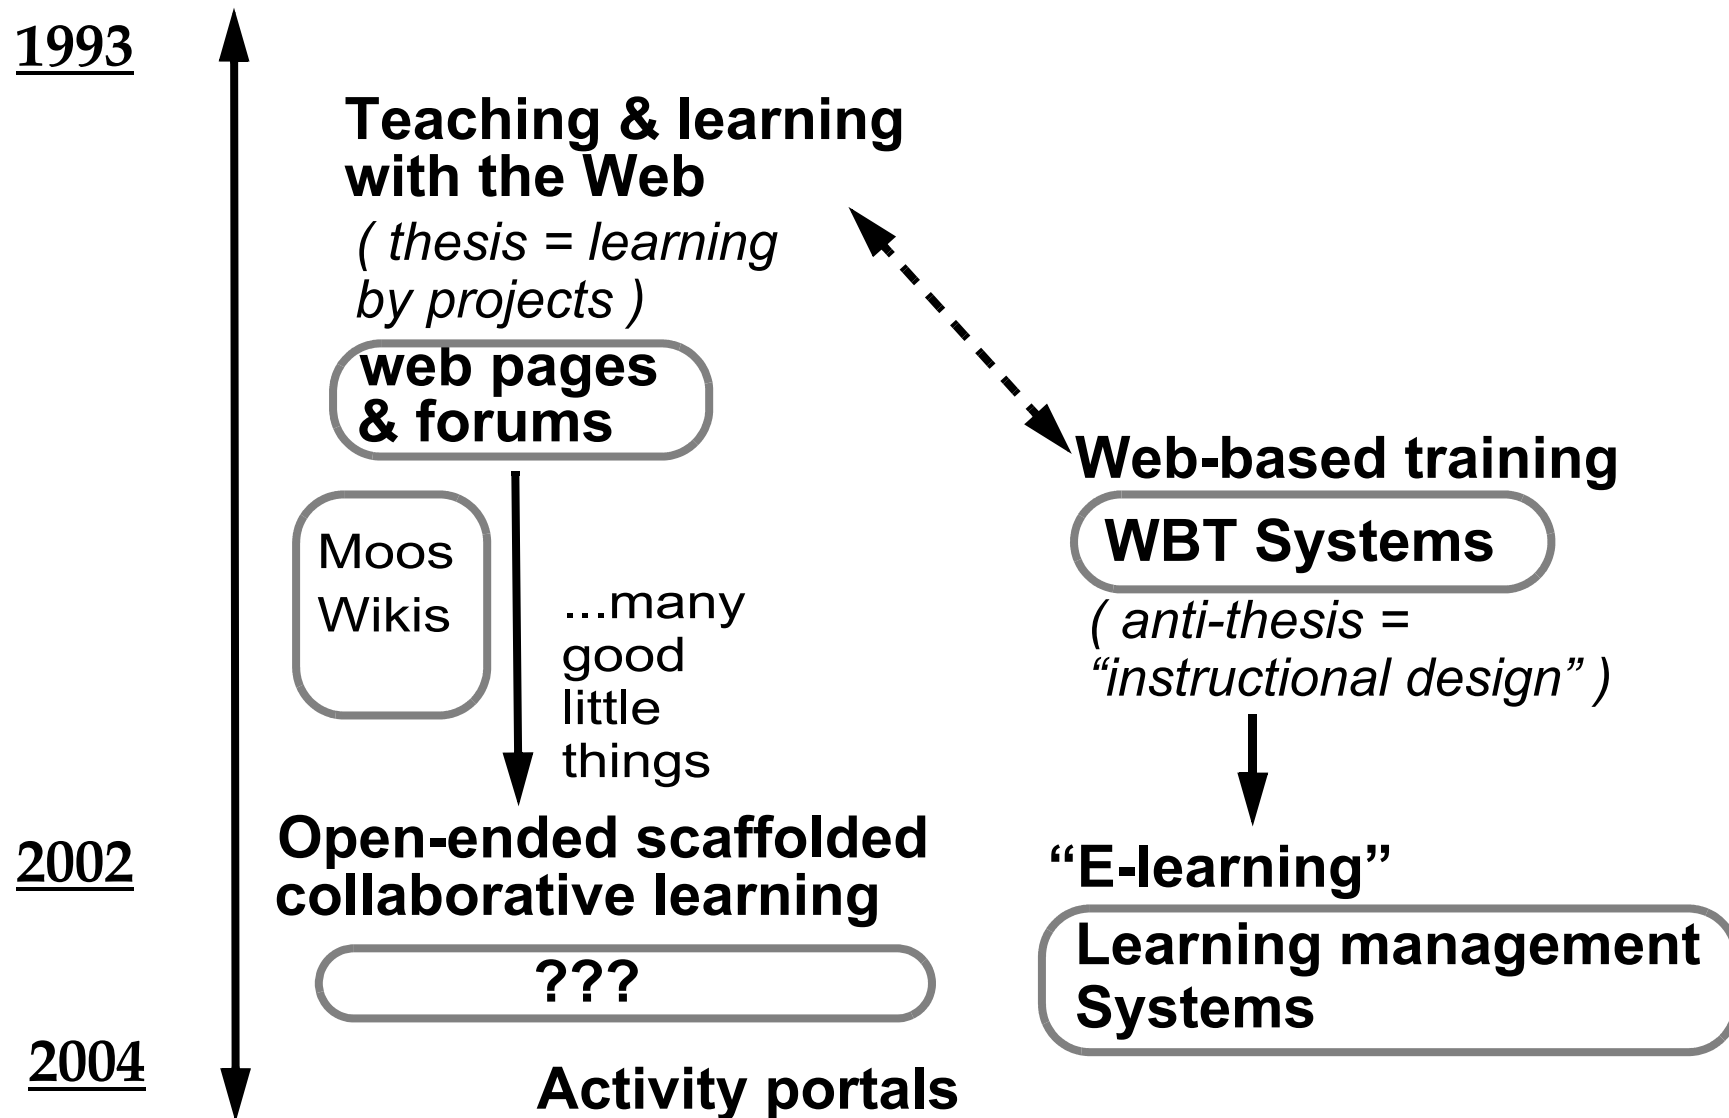 1993
Teaching & learning
with the Web
( thesis = learning
by projects )
web pages
& forums
Moos
Wikis
...many
good
little
things
Web-based training
WBT Systems
( anti-thesis =
“instructional design” )
2002
Open-ended scaffolded
collaborative learning
???
“E-learning”
Learning management
Systems
2004
Activity portals